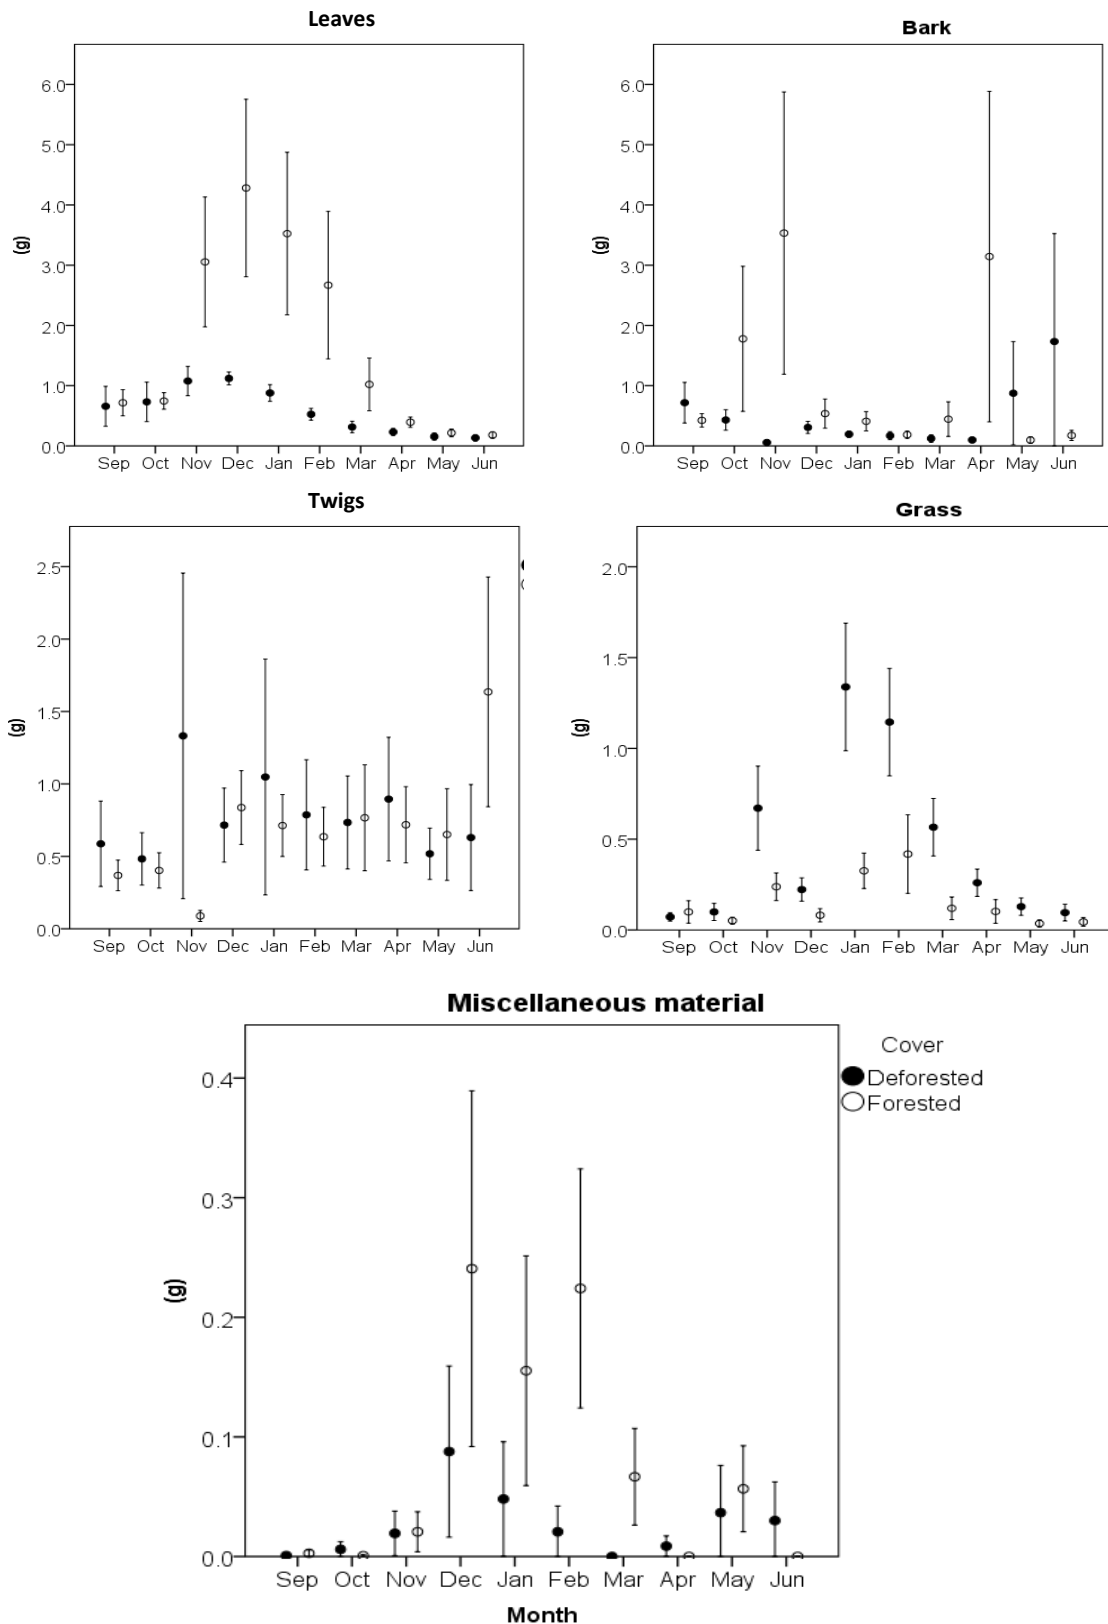 Leaves
6.0
5.0
4.0
3.0
2.0
1.0
0.0
(g)
Sep Oct Nov Dec Jan Feb Mar Apr May Jun
Bark
6.0
5.0
4.0
3.0
2.0
1.0
0.0
(g)
Sep Oct Nov Dec Jan Feb Mar Apr May Jun
Twigs
2.5
2.0
1.5
1.0
0.5
0.0
(g)
Sep Oct Nov Dec Jan Feb Mar Apr May Jun
Grass
2.0
1.5
1.0
0.5
0.0
(g)
Sep Oct Nov Dec Jan Feb Mar Apr May Jun
Miscellaneous material
0.4
0.3
0.2
0.1
0.0
(g)
Sep Oct Nov Dec Jan Feb Mar Apr May Jun
Month
Cover
Deforested
Forested